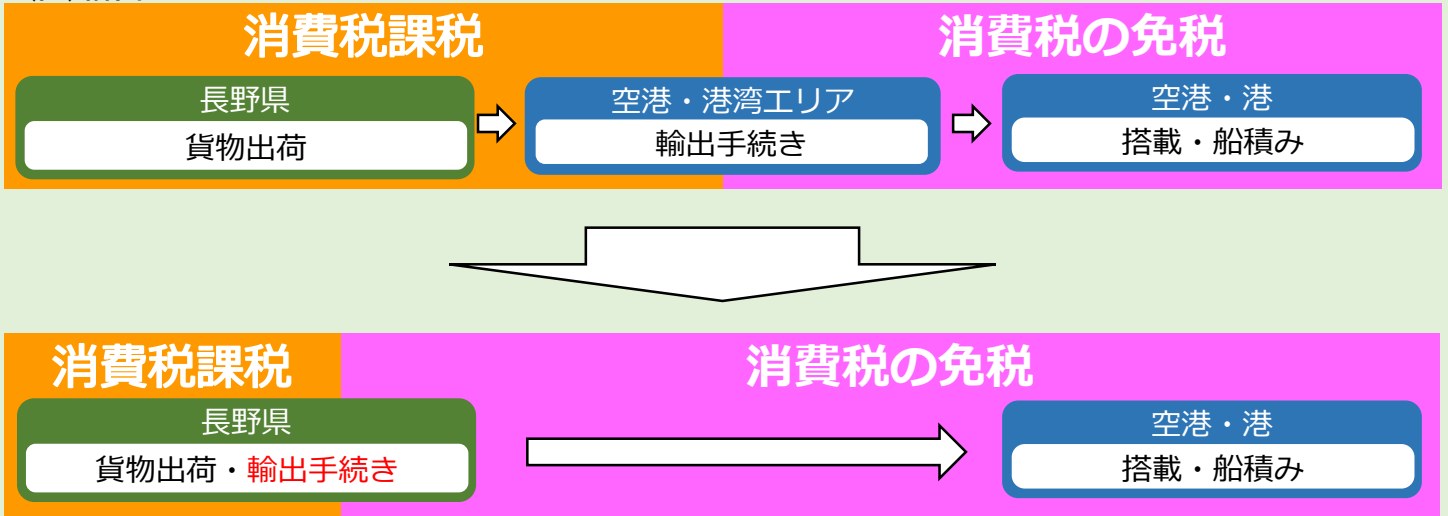 消費税課税
消費税の免税
長野県
貨物出荷
空港・港湾エリア
輸出手続き
空港・港
搭載・船積み
消費税課税
消費税の免税
長野県
貨物出荷・輸出手続き
空港・港
搭載・船積み